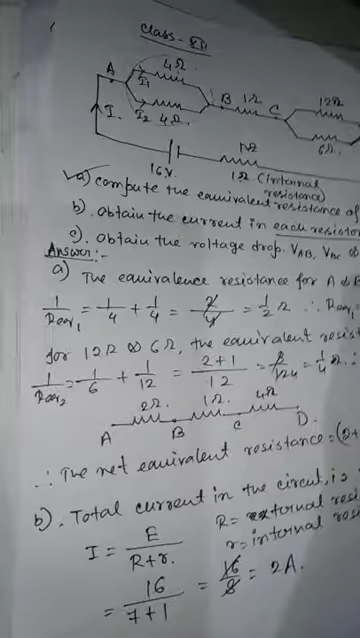 Class-XII
4Ω
A I1 B 1Ω C 12Ω
I. I2 4Ω 6Ω
16V. 1Ω (internal
resistance)
a) compute the equivalent resistance of
b). obtain the current in each resistor
c). obtain the voltage drop. VAB, VBC &
Answer:-
a) The equivalence resistance for A & B
1/Req1 = 1/4 + 1/4 = 2/4 = 1/2 Ω ∴ Req1
for 12Ω & 6Ω, the equivalent resist
1/Req2 = 1/6 + 1/12 = 2+1/12 = 3/12 4 = 1/4 Ω ∴
2Ω 1Ω 4Ω
A B C D.
∴ The net equivalent resistance = (2+
b). Total current in the circuit, is
I = E/R+r. R = external resi
r = internal resi
= 16/7+1 = 16/8 = 2A.